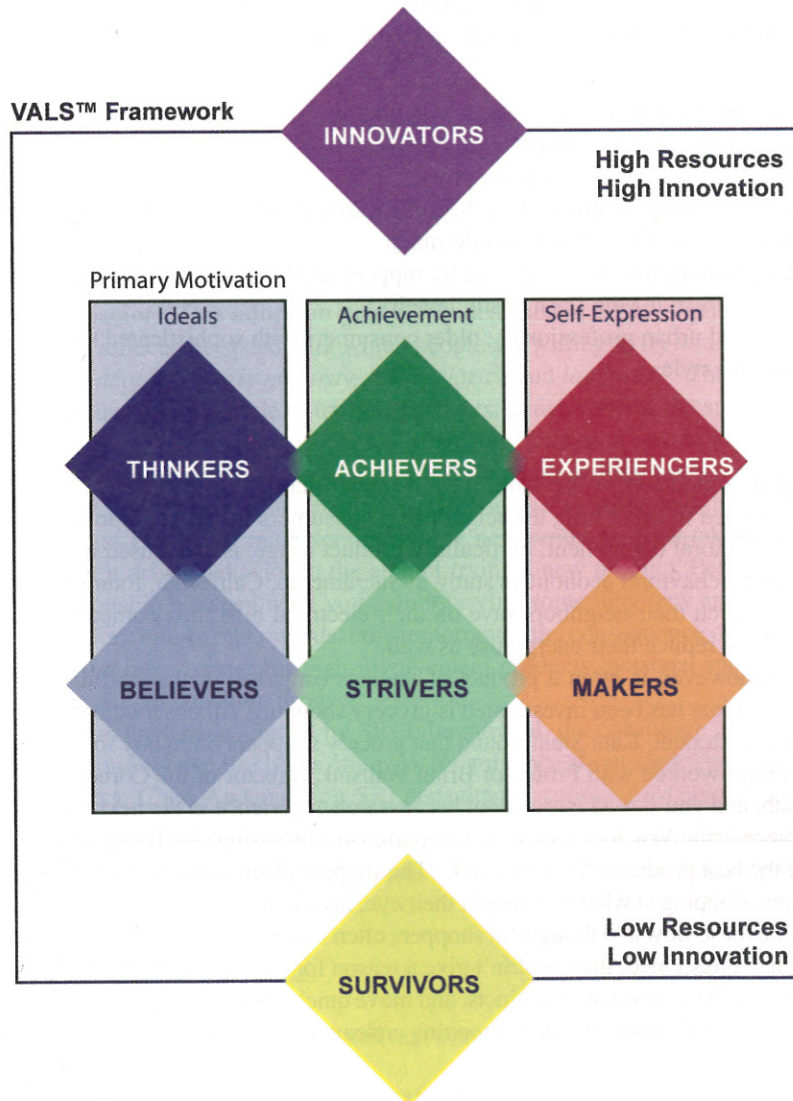 VALS™ Framework
INNOVATORS
High Resources
High Innovation
Primary Motivation
Ideals
Achievement
Self-Expression
THINKERS
ACHIEVERS
EXPERIENCERS
BELIEVERS
STRIVERS
MAKERS
Low Resources
Low Innovation
SURVIVORS